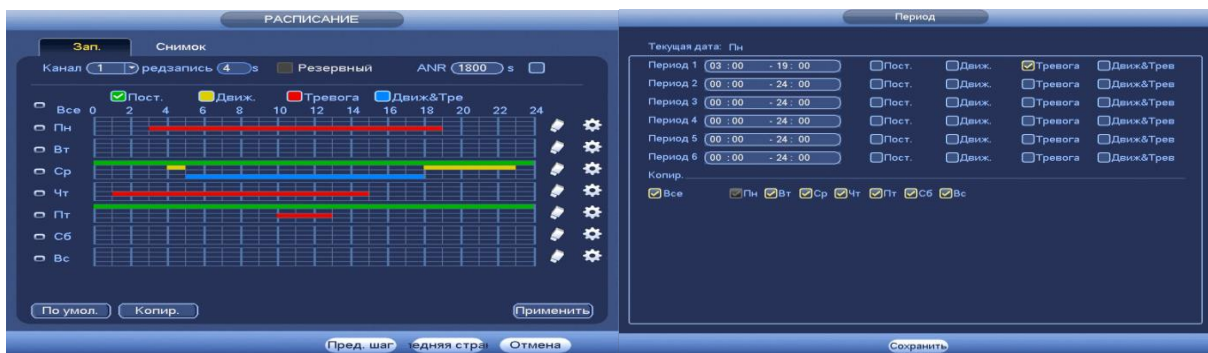 РАСПИСАНИЕ
Зап. Снимок
Канал 1 редзапись 4 s Резервный ANR 1800 s
Пост. Движ. Тревога Движ&Тре
Все 0 2 4 6 8 10 12 14 16 18 20 22 24
Пн
Вт
Ср
Чт
Пт
Сб
Вс
По умол. Копир. Применить
Пред. шаг едняя стра Отмена
Период
Текущая дата: Пн
Период 1 03 :00 - 19 : 00 Пост. Движ. Тревога Движ&Трев
Период 2 00 :00 - 24 : 00 Пост. Движ. Тревога Движ&Трев
Период 3 00 :00 - 24 : 00 Пост. Движ. Тревога Движ&Трев
Период 4 00 :00 - 24 : 00 Пост. Движ. Тревога Движ&Трев
Период 5 00 :00 - 24 : 00 Пост. Движ. Тревога Движ&Трев
Период 6 00 :00 - 24 : 00 Пост. Движ. Тревога Движ&Трев
Копир.
Все Пн Вт Ср Чт Пт Сб Вс
Сохранить